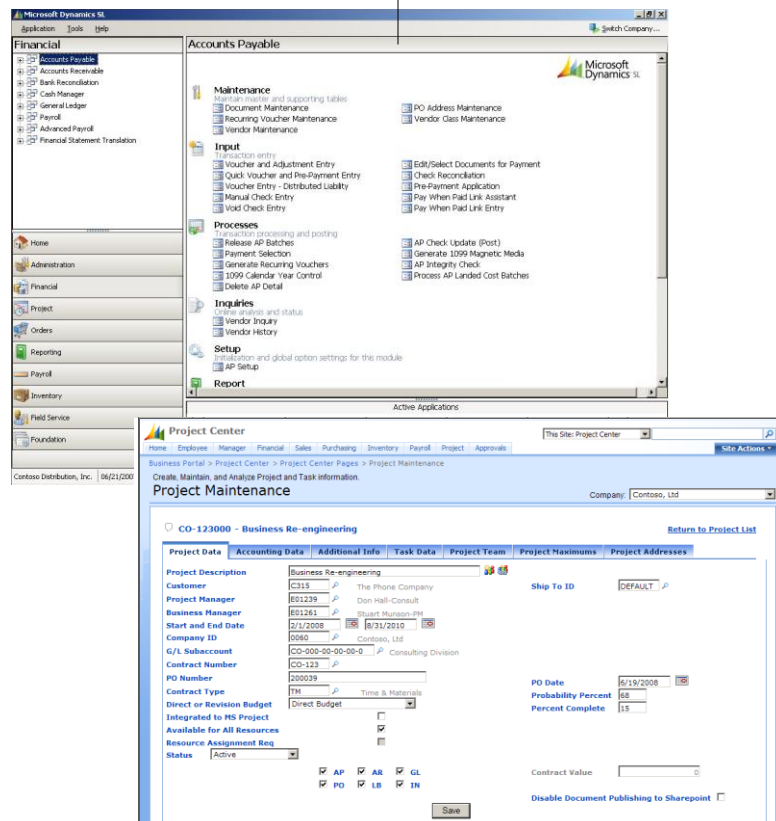 Microsoft Dynamics SL
Application Tools Help
Switch Company...
Financial
Accounts Payable
Accounts Receivable
Bank Reconciliation
Cash Manager
General Ledger
Payroll
Advanced Payroll
Financial Statement Translation
Home
Administration
Financial
Project
Orders
Reporting
Payroll
Inventory
Field Service
Foundation
Contoso Distribution, Inc. 06/21/200
Accounts Payable
Microsoft
Dynamics SL
Maintenance
Maintain master and supporting tables
Document Maintenance PO Address Maintenance
Recurring Voucher Maintenance Vendor Class Maintenance
Vendor Maintenance
Input
Transaction entry
Voucher and Adjustment Entry Edit/Select Documents for Payment
Quick Voucher and Pre-Payment Entry Check Reconciliation
Voucher Entry - Distributed Liability Pre-Payment Application
Manual Check Entry Pay When Paid Link Assistant
Void Check Entry Pay When Paid Link Entry
Processes
Transaction processing and posting
Release AP Batches AP Check Update (Post)
Payment Selection Generate 1099 Magnetic Media
Generate Recurring Vouchers AP Integrity Check
1099 Calendar Year Control Process AP Landed Cost Batches
Delete AP Detail
Inquiries
Online analysis and status
Vendor Inquiry
Vendor History
Setup
Initialization and global option settings for this module
AP Setup
Report
Active Applications
Project Center
This Site: Project Center
Home Employee Manager Financial Sales Purchasing Inventory Payroll Project Approvals
Site Actions
Business Portal > Project Center > Project Center Pages > Project Maintenance
Create, Maintain, and Analyze Project and Task information.
Project Maintenance
Company: Contoso, Ltd
CO-123000 - Business Re-engineering
Return to Project List
Project Data Accounting Data Additional Info Task Data Project Team Project Maximums Project Addresses
Project Description Business Re-engineering
Customer C315 The Phone Company Ship To ID DEFAULT
Project Manager E01239 Don Hall-Consult
Business Manager E01261 Stuart Munson-PM
Start and End Date 2/1/2008 8/31/2010
Company ID 0060 Contoso, Ltd
G/L Subaccount CO-000-00-00-00-0 Consulting Division
Contract Number CO-123
PO Number 200039 PO Date 6/19/2008
Contract Type TM Time & Materials Probability Percent 68
Direct or Revision Budget Direct Budget Percent Complete 15
Integrated to MS Project
Available for All Resources
Resource Assignment Req
Status Active
AP AR GL Contract Value 0
PO LB IN
Disable Document Publishing to Sharepoint
Save